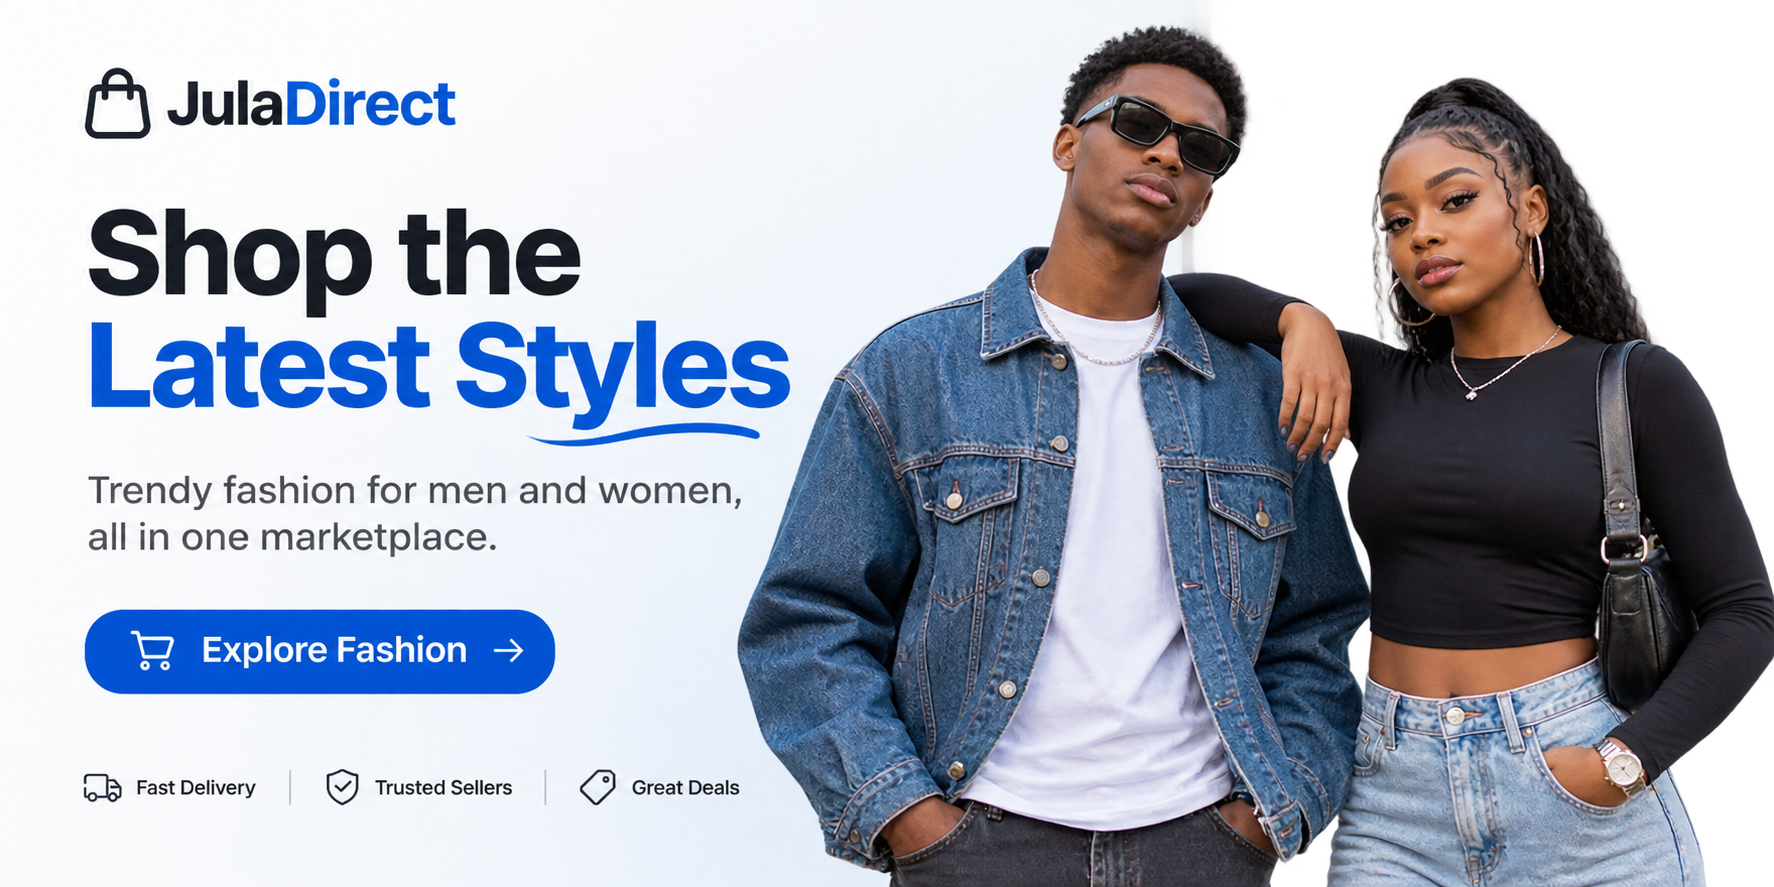 JulaDirect
Shop the
Latest Styles
Trendy fashion for men and women,
all in one marketplace.
Explore Fashion
Fast Delivery
Trusted Sellers
Great Deals